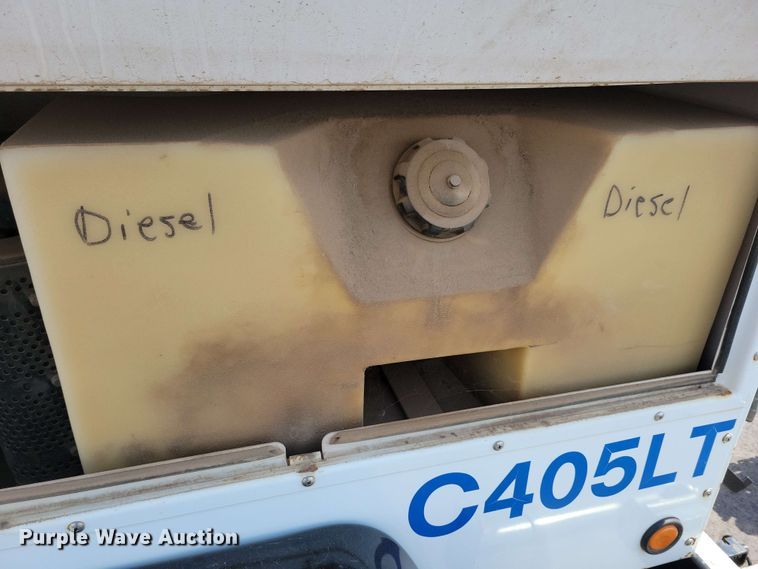 Diesel
Diesel
C405LT
Purple Wave Auction